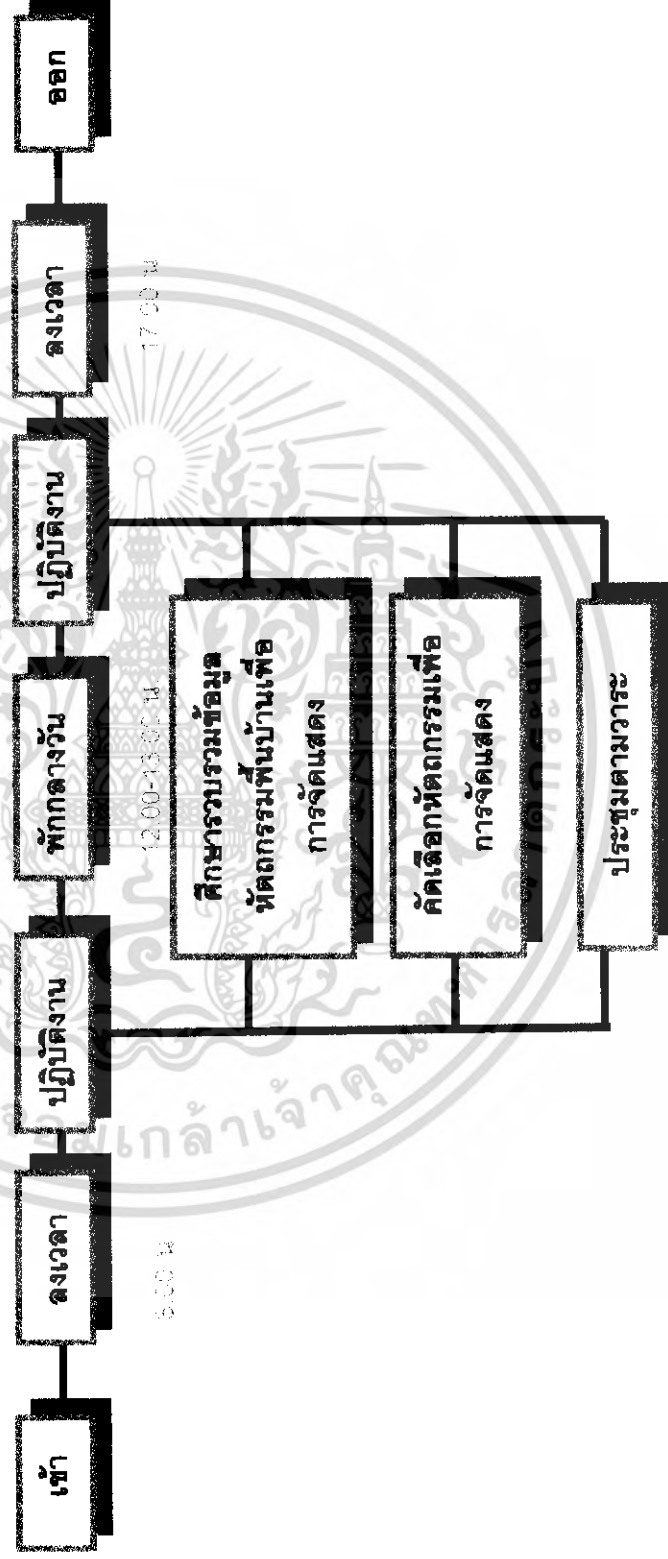 เข้า
ลงเวลา
ปฏิบัติงาน
พักกลางวัน
ปฏิบัติงาน
ลงเวลา
ออก
12.00-13.00 น.
17.00 น
ศึกษารวบรวมข้อมูล
หัตถกรรมพื้นบ้านเพื่อ
การจัดแสดง
คัดเลือกหัตถกรรมเพื่อ
การจัดแสดง
ประชุมตามวาระ